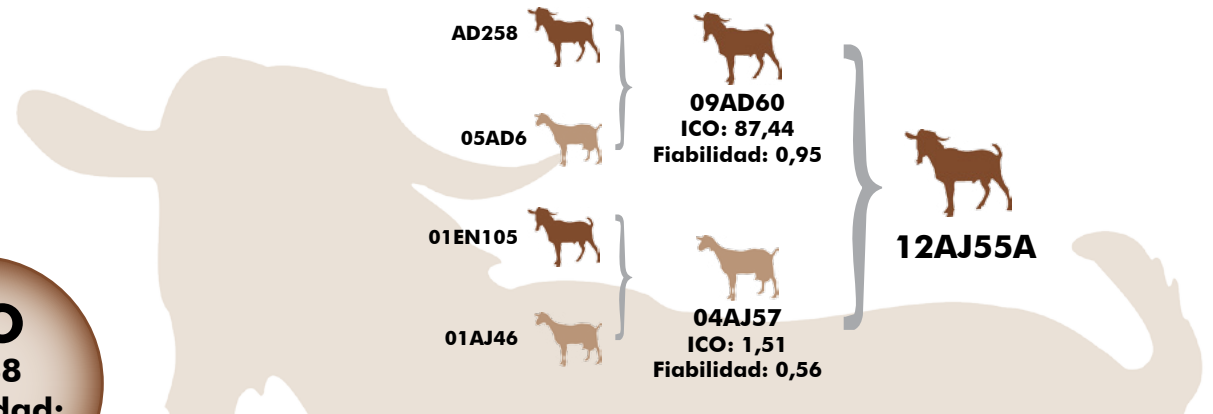 AD258
05AD6
09AD60
ICO: 87,44
Fiabilidad: 0,95
01EN105
01AJ46
04AJ57
ICO: 1,51
Fiabilidad: 0,56
12AJ55A